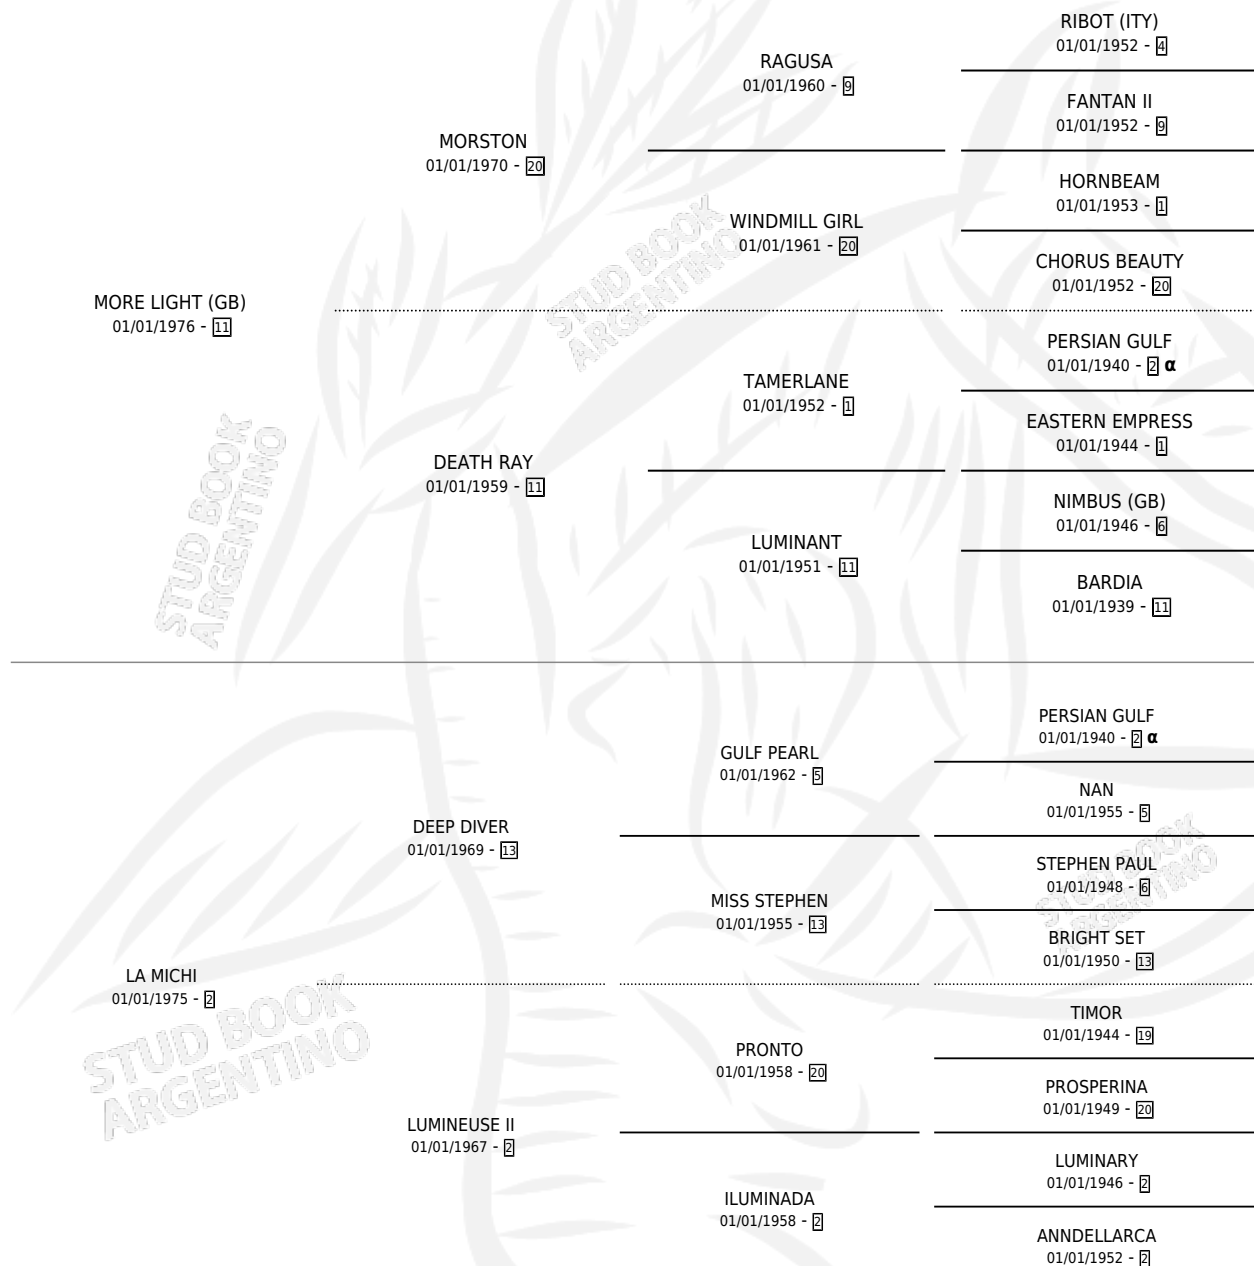 RIBOT (ITY)
01/01/1952 - 4
RAGUSA
01/01/1960 - 9
FANTAN II
01/01/1952 - 9
MORSTON
01/01/1970 - 20
HORNBEAM
01/01/1953 - 1
WINDMILL GIRL
01/01/1961 - 20
CHORUS BEAUTY
01/01/1952 - 20
MORE LIGHT (GB)
01/01/1976 - 11
PERSIAN GULF
01/01/1940 - 2 α
TAMERLANE
01/01/1952 - 1
EASTERN EMPRESS
01/01/1944 - 1
DEATH RAY
01/01/1959 - 11
NIMBUS (GB)
01/01/1946 - 6
LUMINANT
01/01/1951 - 11
BARDIA
01/01/1939 - 11
PERSIAN GULF
01/01/1940 - 2 α
GULF PEARL
01/01/1962 - 5
NAN
01/01/1955 - 5
DEEP DIVER
01/01/1969 - 13
STEPHEN PAUL
01/01/1948 - 6
MISS STEPHEN
01/01/1955 - 13
BRIGHT SET
01/01/1950 - 13
LA MICHI
01/01/1975 - 2
TIMOR
01/01/1944 - 19
PRONTO
01/01/1958 - 20
PROSPERINA
01/01/1949 - 20
LUMINEUSE II
01/01/1967 - 2
LUMINARY
01/01/1946 - 2
ILUMINADA
01/01/1958 - 2
ANNDELLARCA
01/01/1952 - 2
STUD BOOK
ARGENTINO
STUD BOOK
ARGENTINO
STUD BOOK
ARGENTINO
STUD BOOK
ARGENTINO